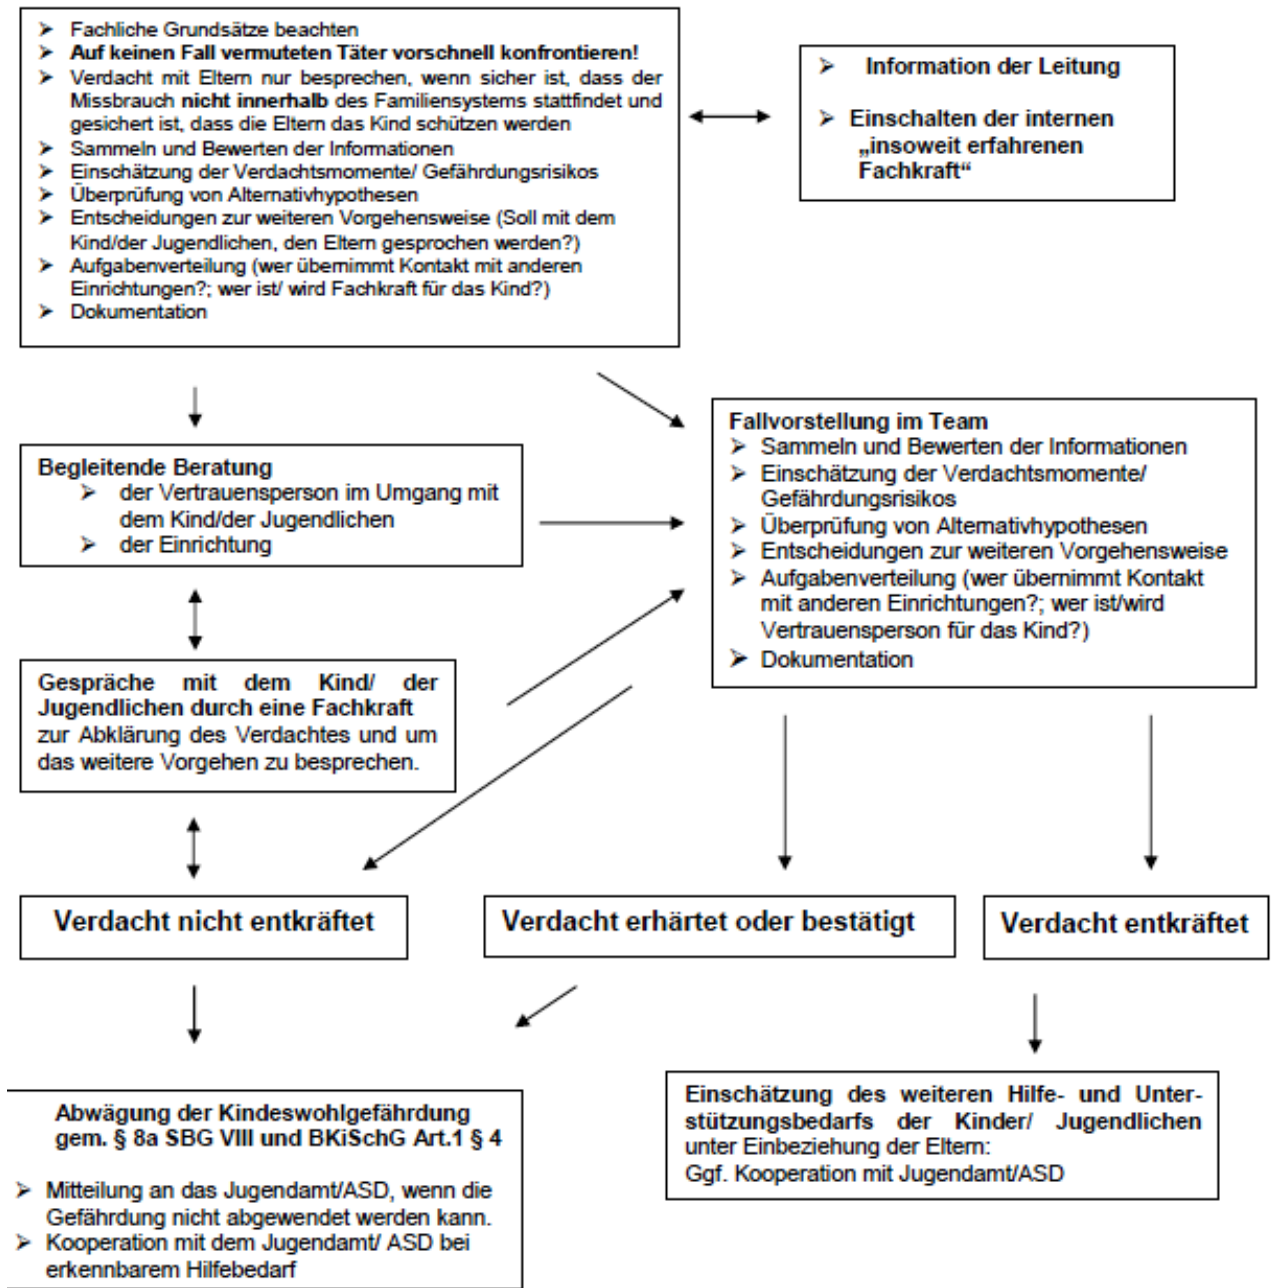 ➢ Fachliche Grundsätze beachten
➢ Auf keinen Fall vermuteten Täter vorschnell konfrontieren!
➢ Verdacht mit Eltern nur besprechen, wenn sicher ist, dass der
Missbrauch nicht innerhalb des Familiensystems stattfindet und
gesichert ist, dass die Eltern das Kind schützen werden
➢ Sammeln und Bewerten der Informationen
➢ Einschätzung der Verdachtsmomente/ Gefährdungsrisikos
➢ Überprüfung von Alternativhypothesen
➢ Entscheidungen zur weiteren Vorgehensweise (Soll mit dem
Kind/der Jugendlichen, den Eltern gesprochen werden?)
➢ Aufgabenverteilung (wer übernimmt Kontakt mit anderen
Einrichtungen?; wer ist/ wird Fachkraft für das Kind?)
➢ Dokumentation
➢ Information der Leitung
➢ Einschalten der internen
„insoweit erfahrenen
Fachkraft“
Begleitende Beratung
➢ der Vertrauensperson im Umgang mit
dem Kind/der Jugendlichen
➢ der Einrichtung
Fallvorstellung im Team
➢ Sammeln und Bewerten der Informationen
➢ Einschätzung der Verdachtsmomente/
Gefährdungsrisikos
➢ Überprüfung von Alternativhypothesen
➢ Entscheidungen zur weiteren Vorgehensweise
➢ Aufgabenverteilung (wer übernimmt Kontakt
mit anderen Einrichtungen?; wer ist/wird
Vertrauensperson für das Kind?)
➢ Dokumentation
Gespräche mit dem Kind/ der
Jugendlichen durch eine Fachkraft
zur Abklärung des Verdachtes und um
das weitere Vorgehen zu besprechen.
Verdacht nicht entkräftet
Verdacht erhärtet oder bestätigt
Verdacht entkräftet
Abwägung der Kindeswohlgefährdung
gem. § 8a SBG VIII und BKiSchG Art.1 § 4
➢ Mitteilung an das Jugendamt/ASD, wenn die
Gefährdung nicht abgewendet werden kann.
➢ Kooperation mit dem Jugendamt/ ASD bei
erkennbarem Hilfebedarf
Einschätzung des weiteren Hilfe- und Unter-
stützungsbedarfs der Kinder/ Jugendlichen
unter Einbeziehung der Eltern:
Ggf. Kooperation mit Jugendamt/ASD